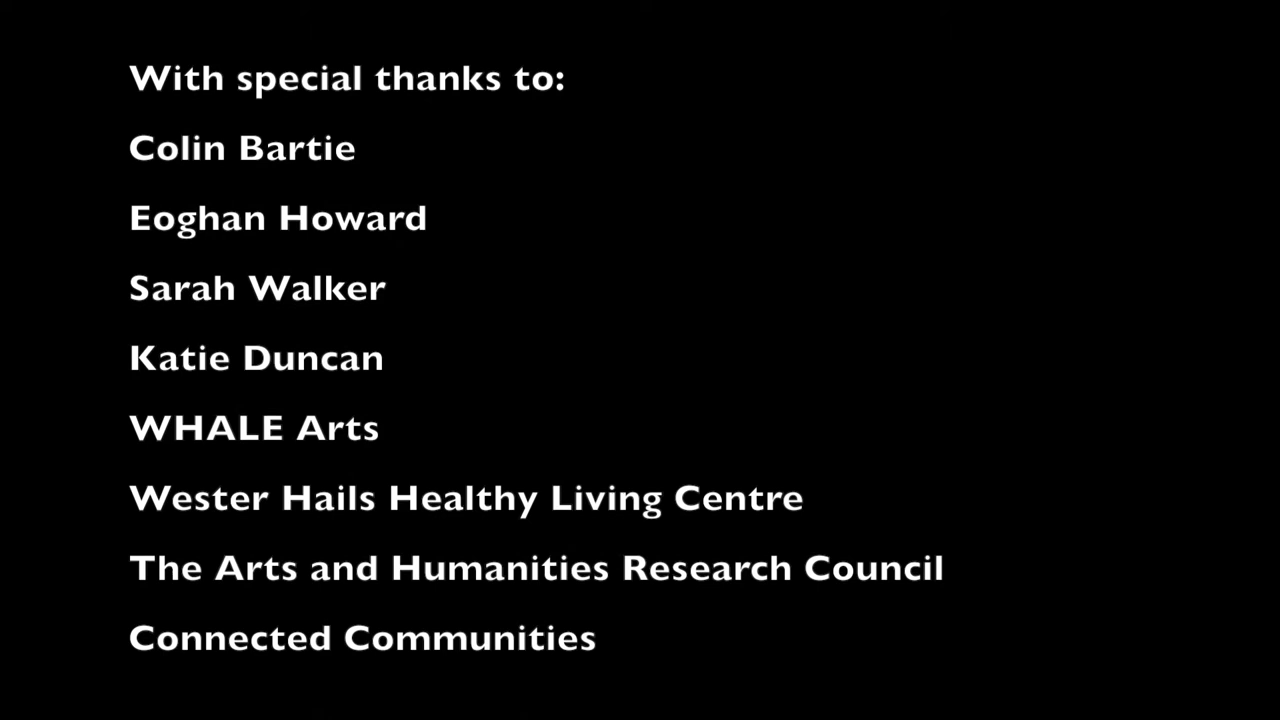 With special thanks to:
Colin Bartie
Eoghan Howard
Sarah Walker
Katie Duncan
WHALE Arts
Wester Hails Healthy Living Centre
The Arts and Humanities Research Council
Connected Communities